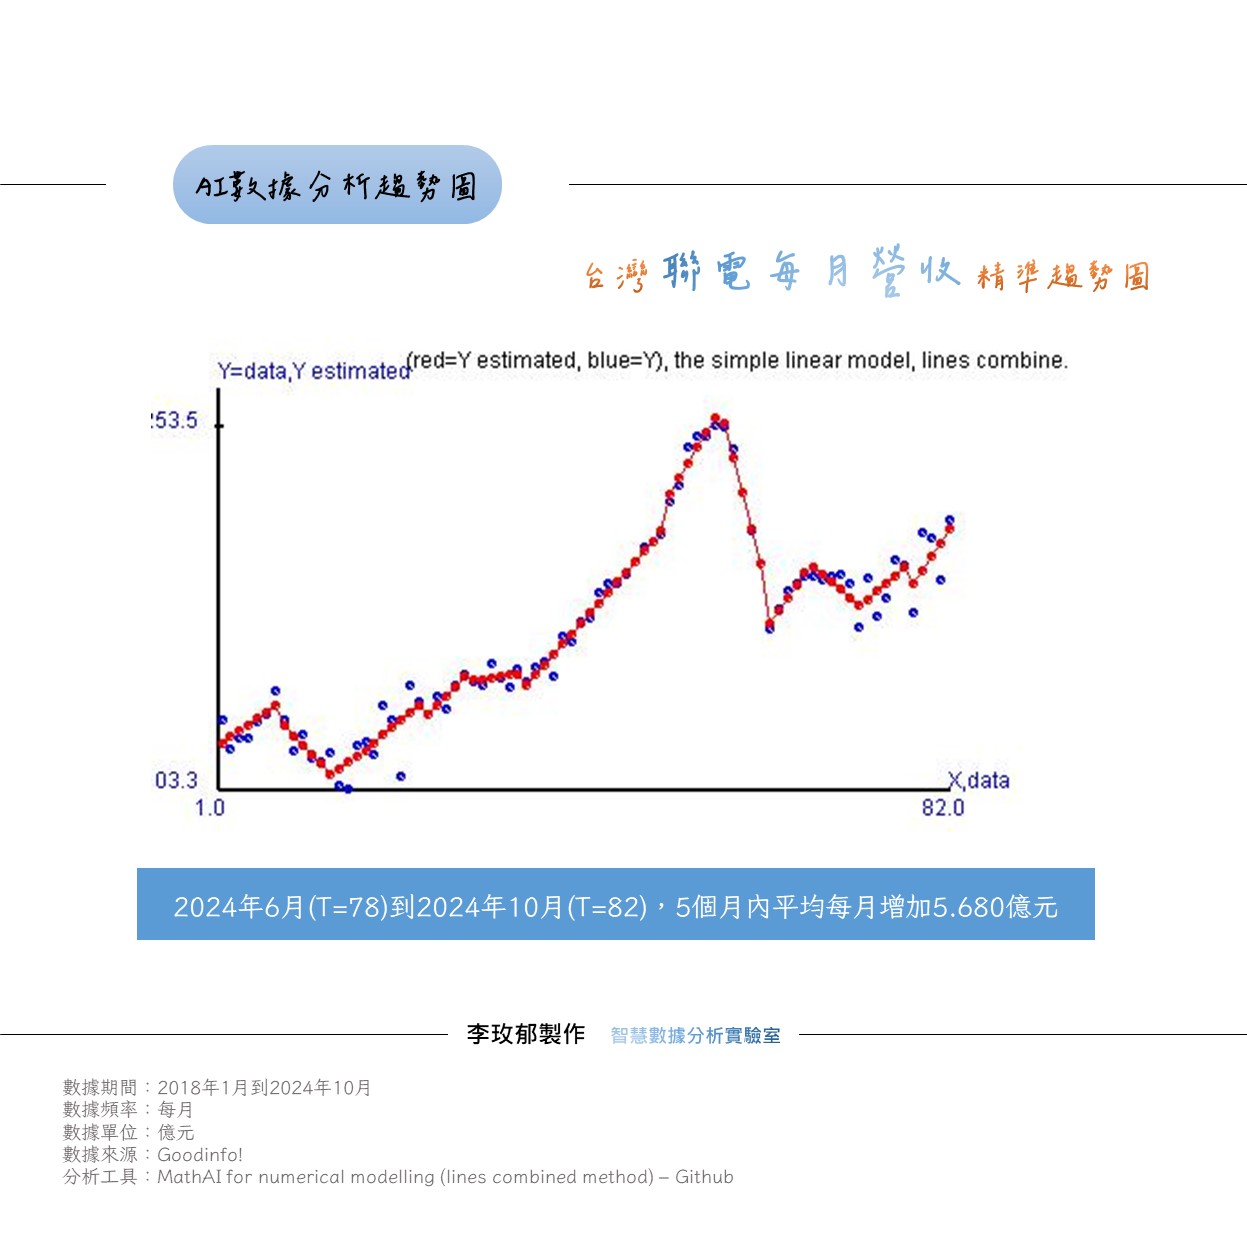 AI數據分析趨勢圖
台灣聯電每月營收精準趨勢圖
(red=Y estimated, blue=Y), the simple linear model, lines combine.
Y=data,Y estimated
53.5
03.3
X,data
1.0
82.0
2024年6月(T=78)到2024年10月(T=82)，5個月內平均每月增加5.680億元
李玫郁製作 智慧數據分析實驗室
數據期間：2018年1月到2024年10月
數據頻率：每月
數據單位：億元
數據來源：Goodinfo!
分析工具：MathAI for numerical modelling (lines combined method) – Github